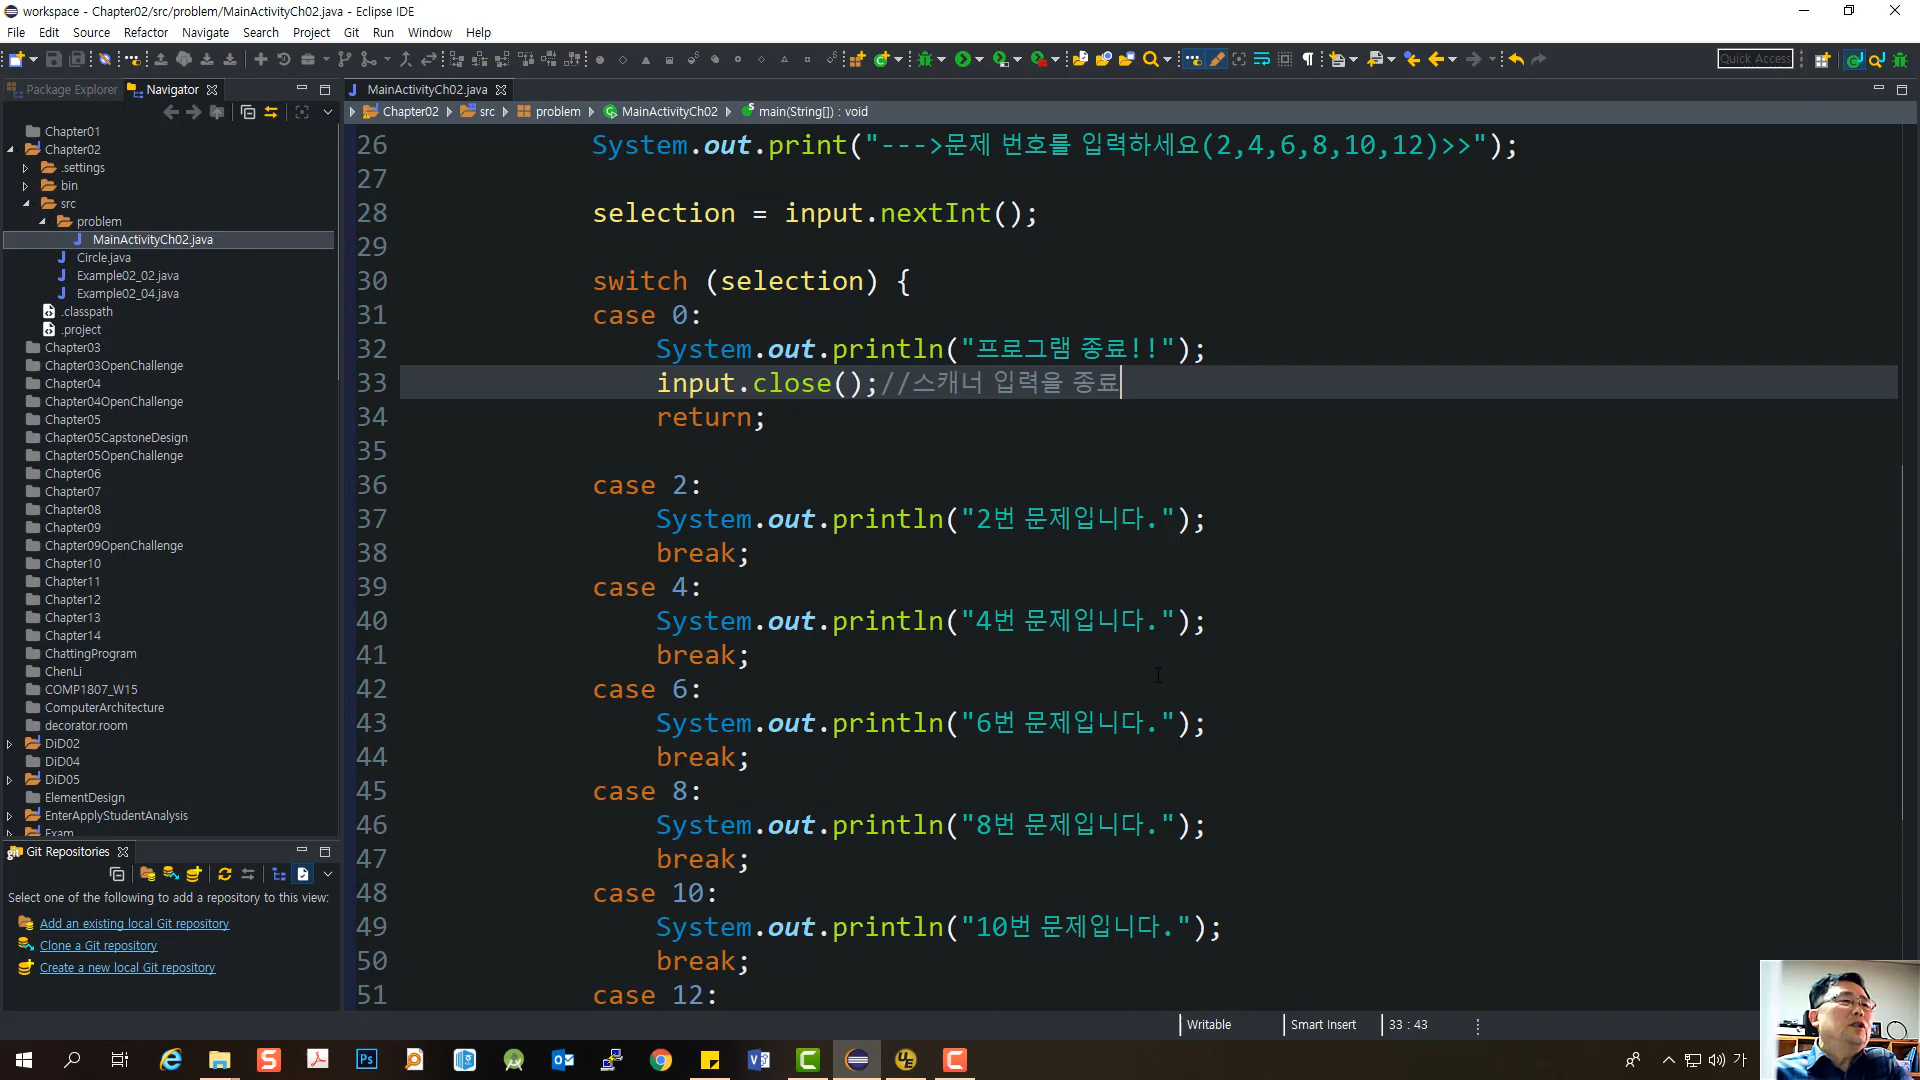 workspace - Chapter02/src/problem/MainActivityCh02.java - Eclipse IDE
File Edit Source Refactor Navigate Search Project Git Run Window Help
Quick Access
Package Explorer Navigator
MainActivityCh02.java
Chapter02 src problem MainActivityCh02 main(String[]) : void
Chapter01
Chapter02
.settings
bin
src
problem
MainActivityCh02.java
Circle.java
Example02_02.java
Example02_04.java
.classpath
.project
Chapter03
Chapter03OpenChallenge
Chapter04
Chapter04OpenChallenge
Chapter05
Chapter05CapstoneDesign
Chapter05OpenChallenge
Chapter06
Chapter07
Chapter08
Chapter09
Chapter09OpenChallenge
Chapter10
Chapter11
Chapter12
Chapter13
Chapter14
ChattingProgram
ChenLi
COMP1807_W15
ComputerArchitecture
decorator.room
DiD02
DiD04
DiD05
ElementDesign
EnterApplyStudentAnalysis
Exam
Git Repositories
Select one of the following to add a repository to this view:
Add an existing local Git repository
Clone a Git repository
Create a new local Git repository
26 System.out.print("--->문제 번호를 입력하세요(2,4,6,8,10,12)>>");
27
28 selection = input.nextInt();
29
30 switch (selection) {
31 case 0:
32 System.out.println("프로그램 종료!!");
33 input.close();//스캐너 입력을 종료
34 return;
35
36 case 2:
37 System.out.println("2번 문제입니다.");
38 break;
39 case 4:
40 System.out.println("4번 문제입니다.");
41 break;
42 case 6:
43 System.out.println("6번 문제입니다.");
44 break;
45 case 8:
46 System.out.println("8번 문제입니다.");
47 break;
48 case 10:
49 System.out.println("10번 문제입니다.");
50 break;
51 case 12:
Writable Smart Insert 33 : 43
가